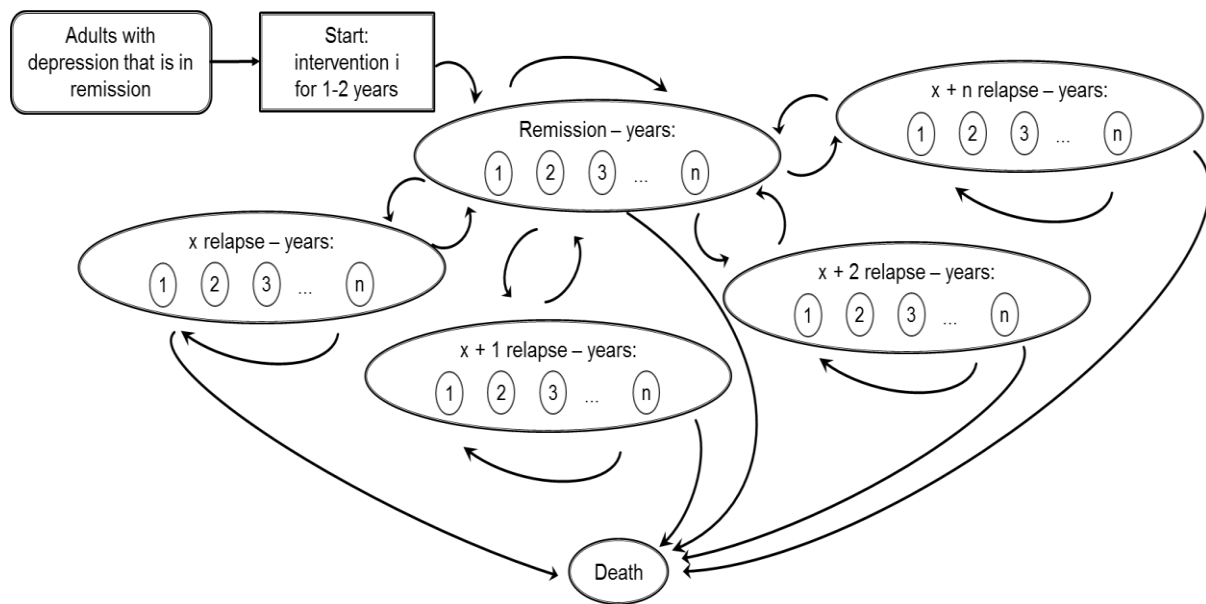 Adults with
depression that is in
remission
Start:
intervention i
for 1-2 years
Remission – years:
1 2 3 ... n
x + n relapse – years:
1 2 3 ... n
x relapse – years:
1 2 3 ... n
x + 2 relapse – years:
1 2 3 ... n
x + 1 relapse – years:
1 2 3 ... n
Death